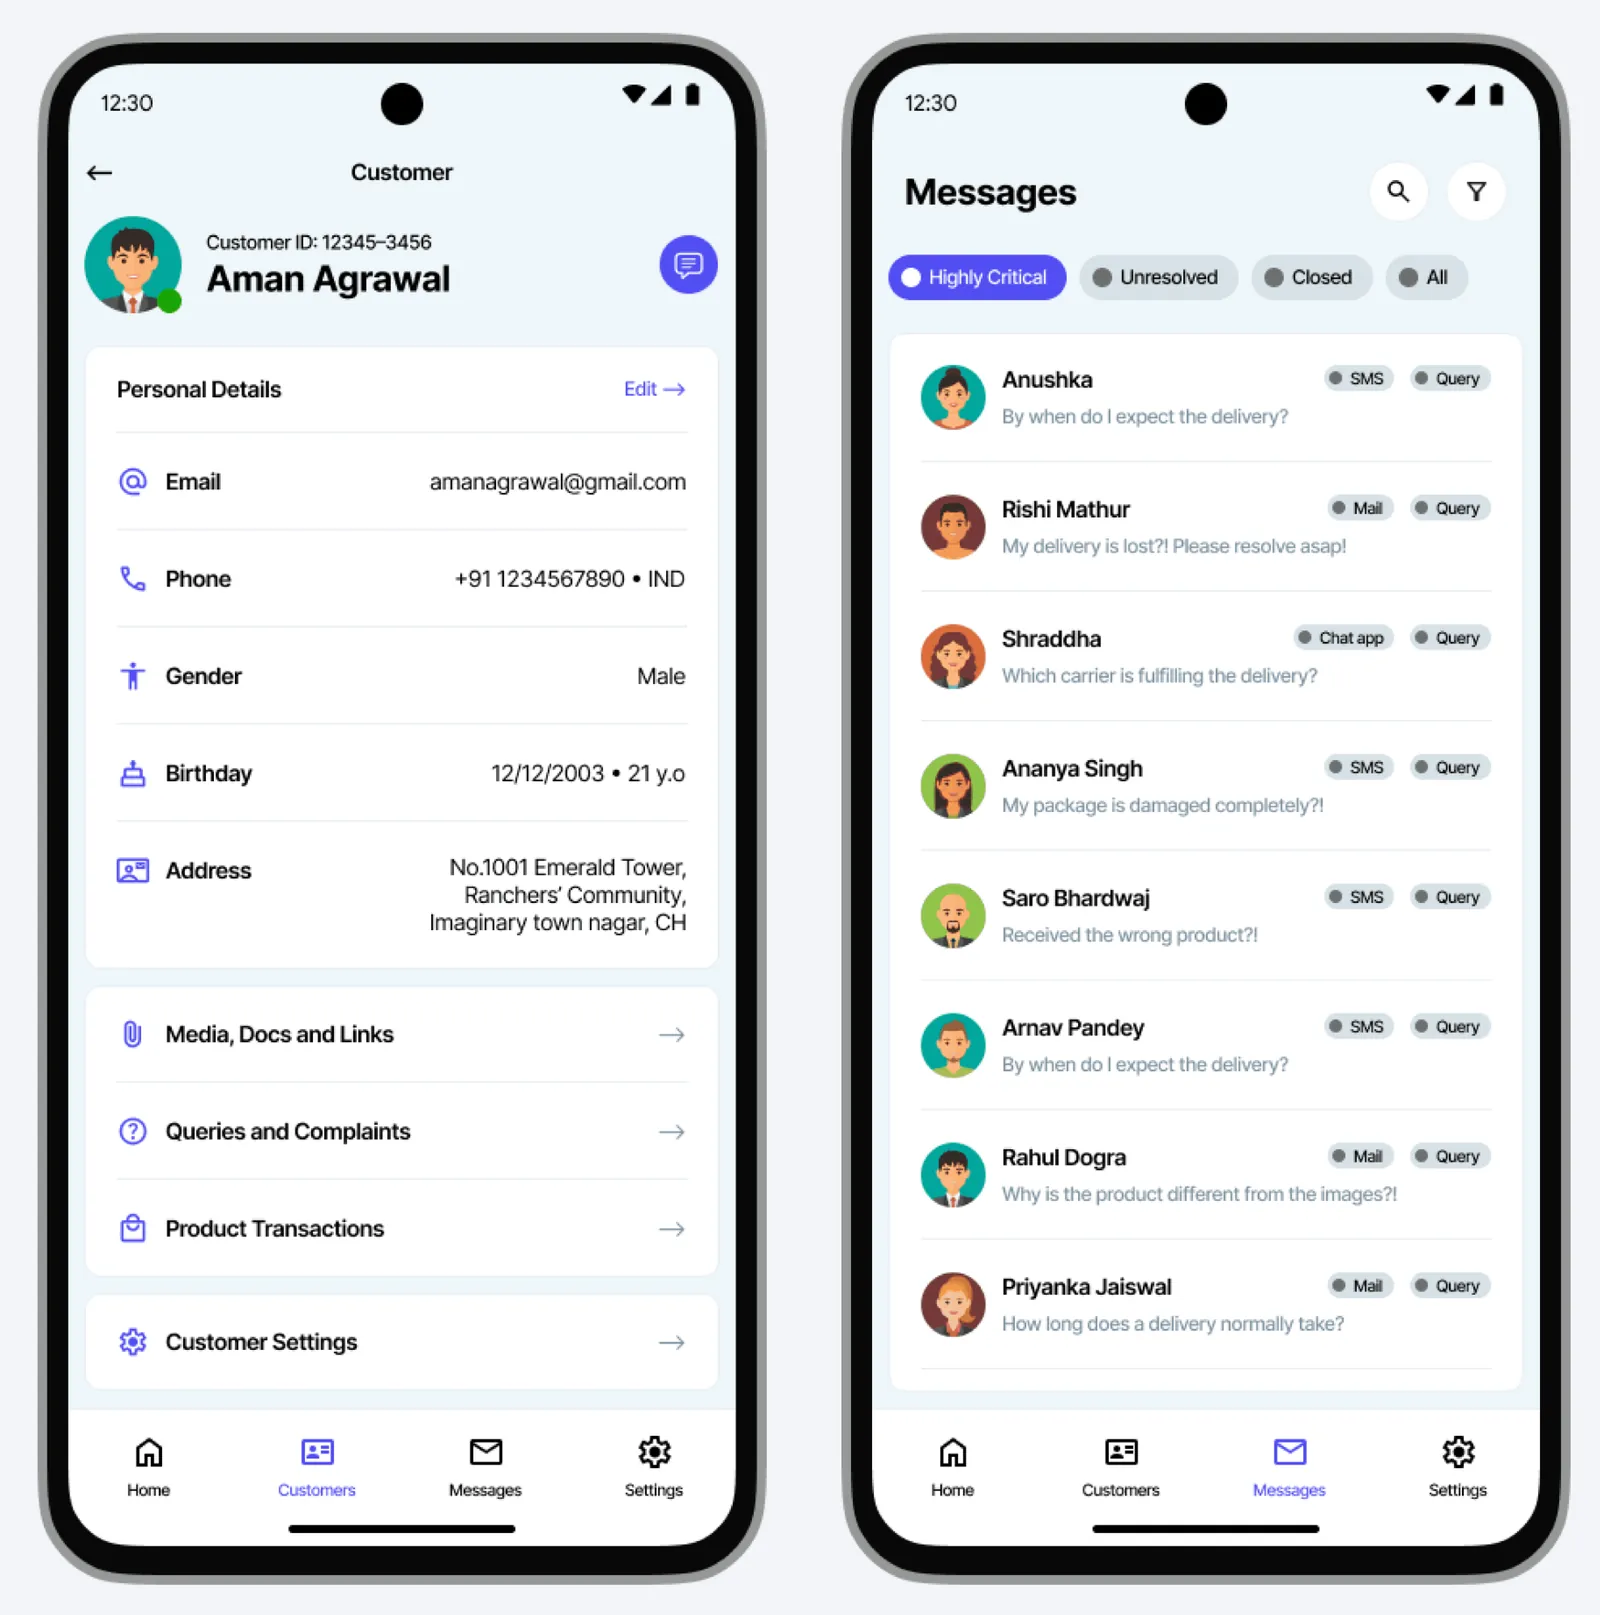 12:30
Customer
Customer ID: 12345–3456
Aman Agrawal
Personal Details
Edit
Email
amanagrawal@gmail.com
Phone
+91 1234567890 • IND
Gender
Male
Birthday
12/12/2003 • 21 y.o
Address
No.1001 Emerald Tower,
Ranchers’ Community,
Imaginary town nagar, CH
Media, Docs and Links
Queries and Complaints
Product Transactions
Customer Settings
Home
Customers
Messages
Settings
12:30
Messages
Highly Critical
Unresolved
Closed
All
Anushka
SMS
Query
By when do I expect the delivery?
Rishi Mathur
Mail
Query
My delivery is lost?! Please resolve asap!
Shraddha
Chat app
Query
Which carrier is fulfilling the delivery?
Ananya Singh
SMS
Query
My package is damaged completely?!
Saro Bhardwaj
SMS
Query
Received the wrong product?!
Arnav Pandey
SMS
Query
By when do I expect the delivery?
Rahul Dogra
Mail
Query
Why is the product different from the images?!
Priyanka Jaiswal
Mail
Query
How long does a delivery normally take?
Home
Customers
Messages
Settings